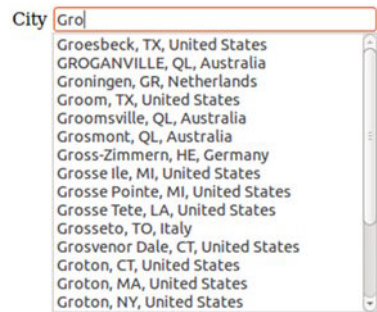 City Gro
Groesbeck, TX, United States
GROGANVILLE, QL, Australia
Groningen, GR, Netherlands
Groom, TX, United States
Groomsville, QL, Australia
Grosmont, QL, Australia
Gross-Zimmern, HE, Germany
Grosse Ile, MI, United States
Grosse Pointe, MI, United States
Grosse Tete, LA, United States
Grosseto, TO, Italy
Grosvenor Dale, CT, United States
Groton, CT, United States
Groton, MA, United States
Groton, NY, United States